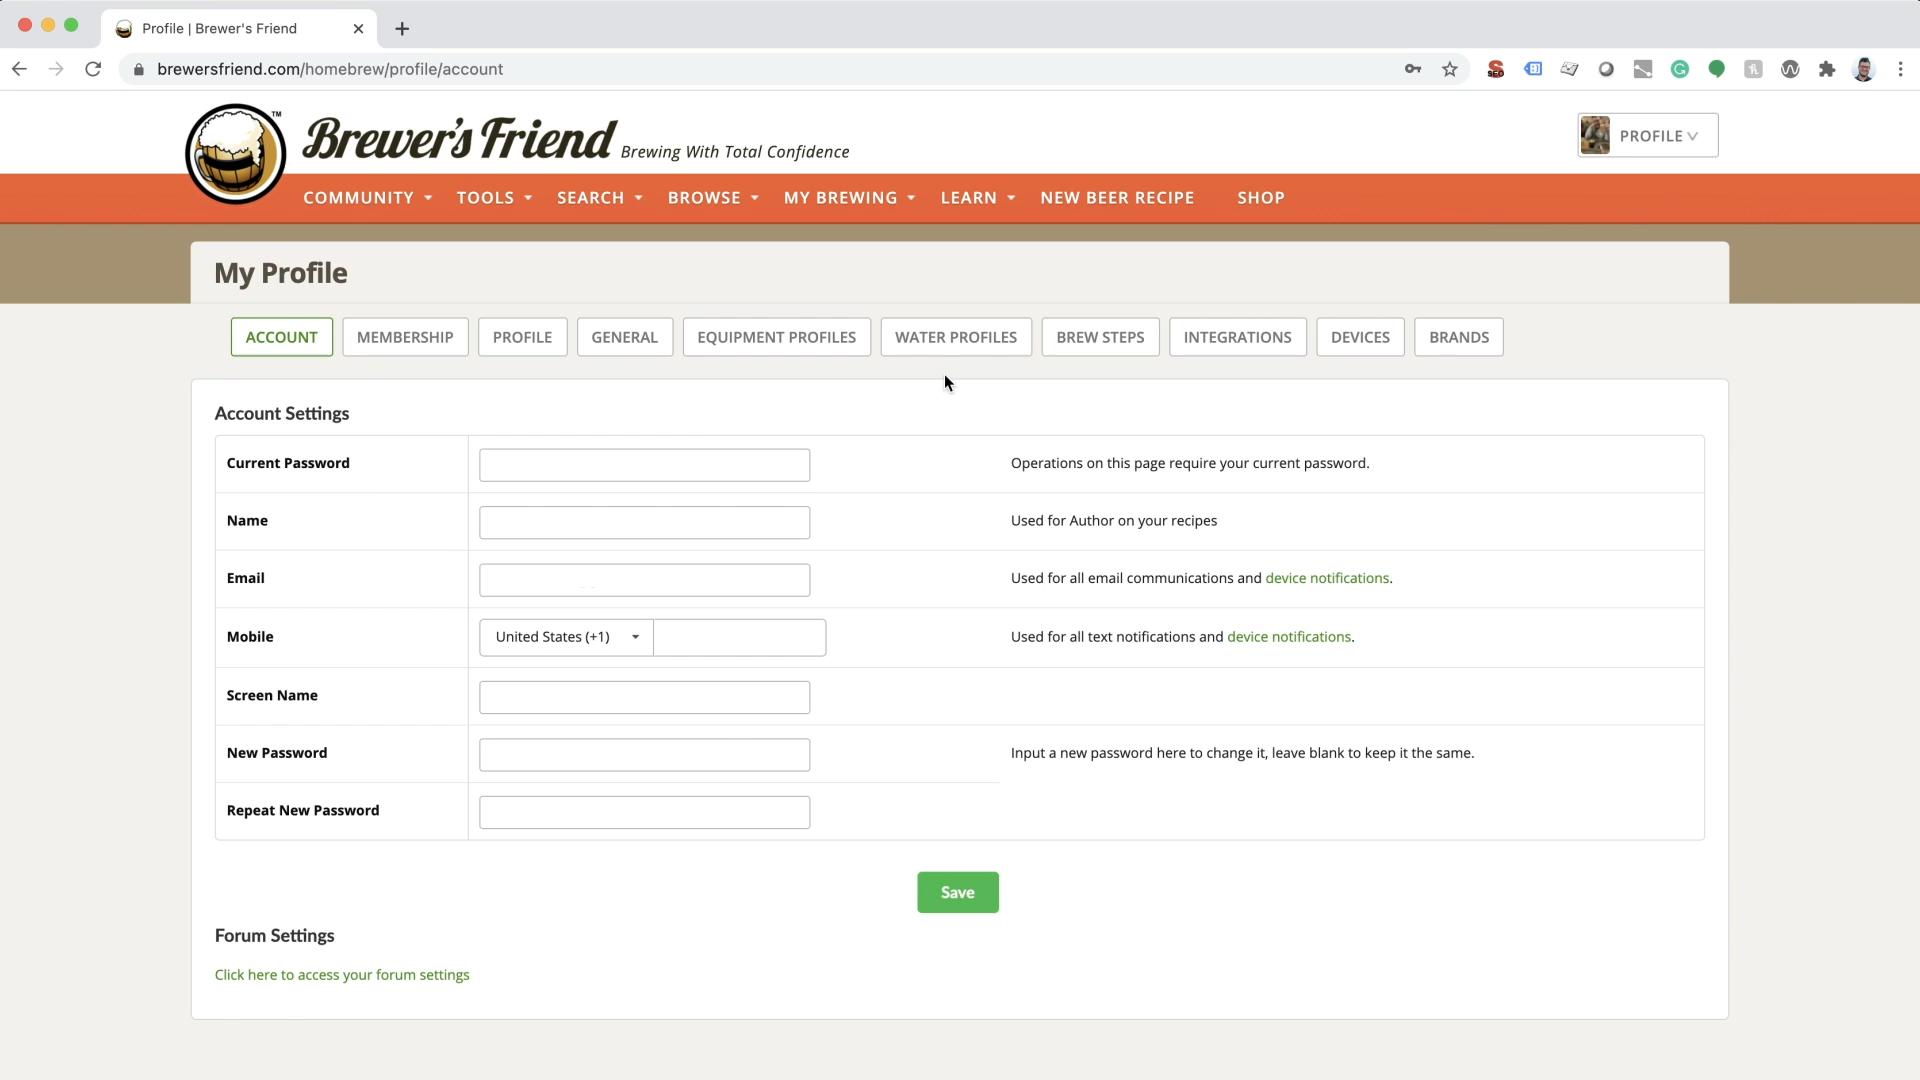 Profile | Brewer's Friend
brewersfriend.com/homebrew/profile/account
SEO
Brewer's Friend Brewing With Total Confidence
TM
PROFILE
COMMUNITY TOOLS SEARCH BROWSE MY BREWING LEARN NEW BEER RECIPE SHOP
My Profile
ACCOUNT MEMBERSHIP PROFILE GENERAL EQUIPMENT PROFILES WATER PROFILES BREW STEPS INTEGRATIONS DEVICES BRANDS
Account Settings
Current Password Operations on this page require your current password.
Name Used for Author on your recipes
Email Used for all email communications and device notifications.
Mobile United States (+1) Used for all text notifications and device notifications.
Screen Name
New Password Input a new password here to change it, leave blank to keep it the same.
Repeat New Password
Save
Forum Settings
Click here to access your forum settings